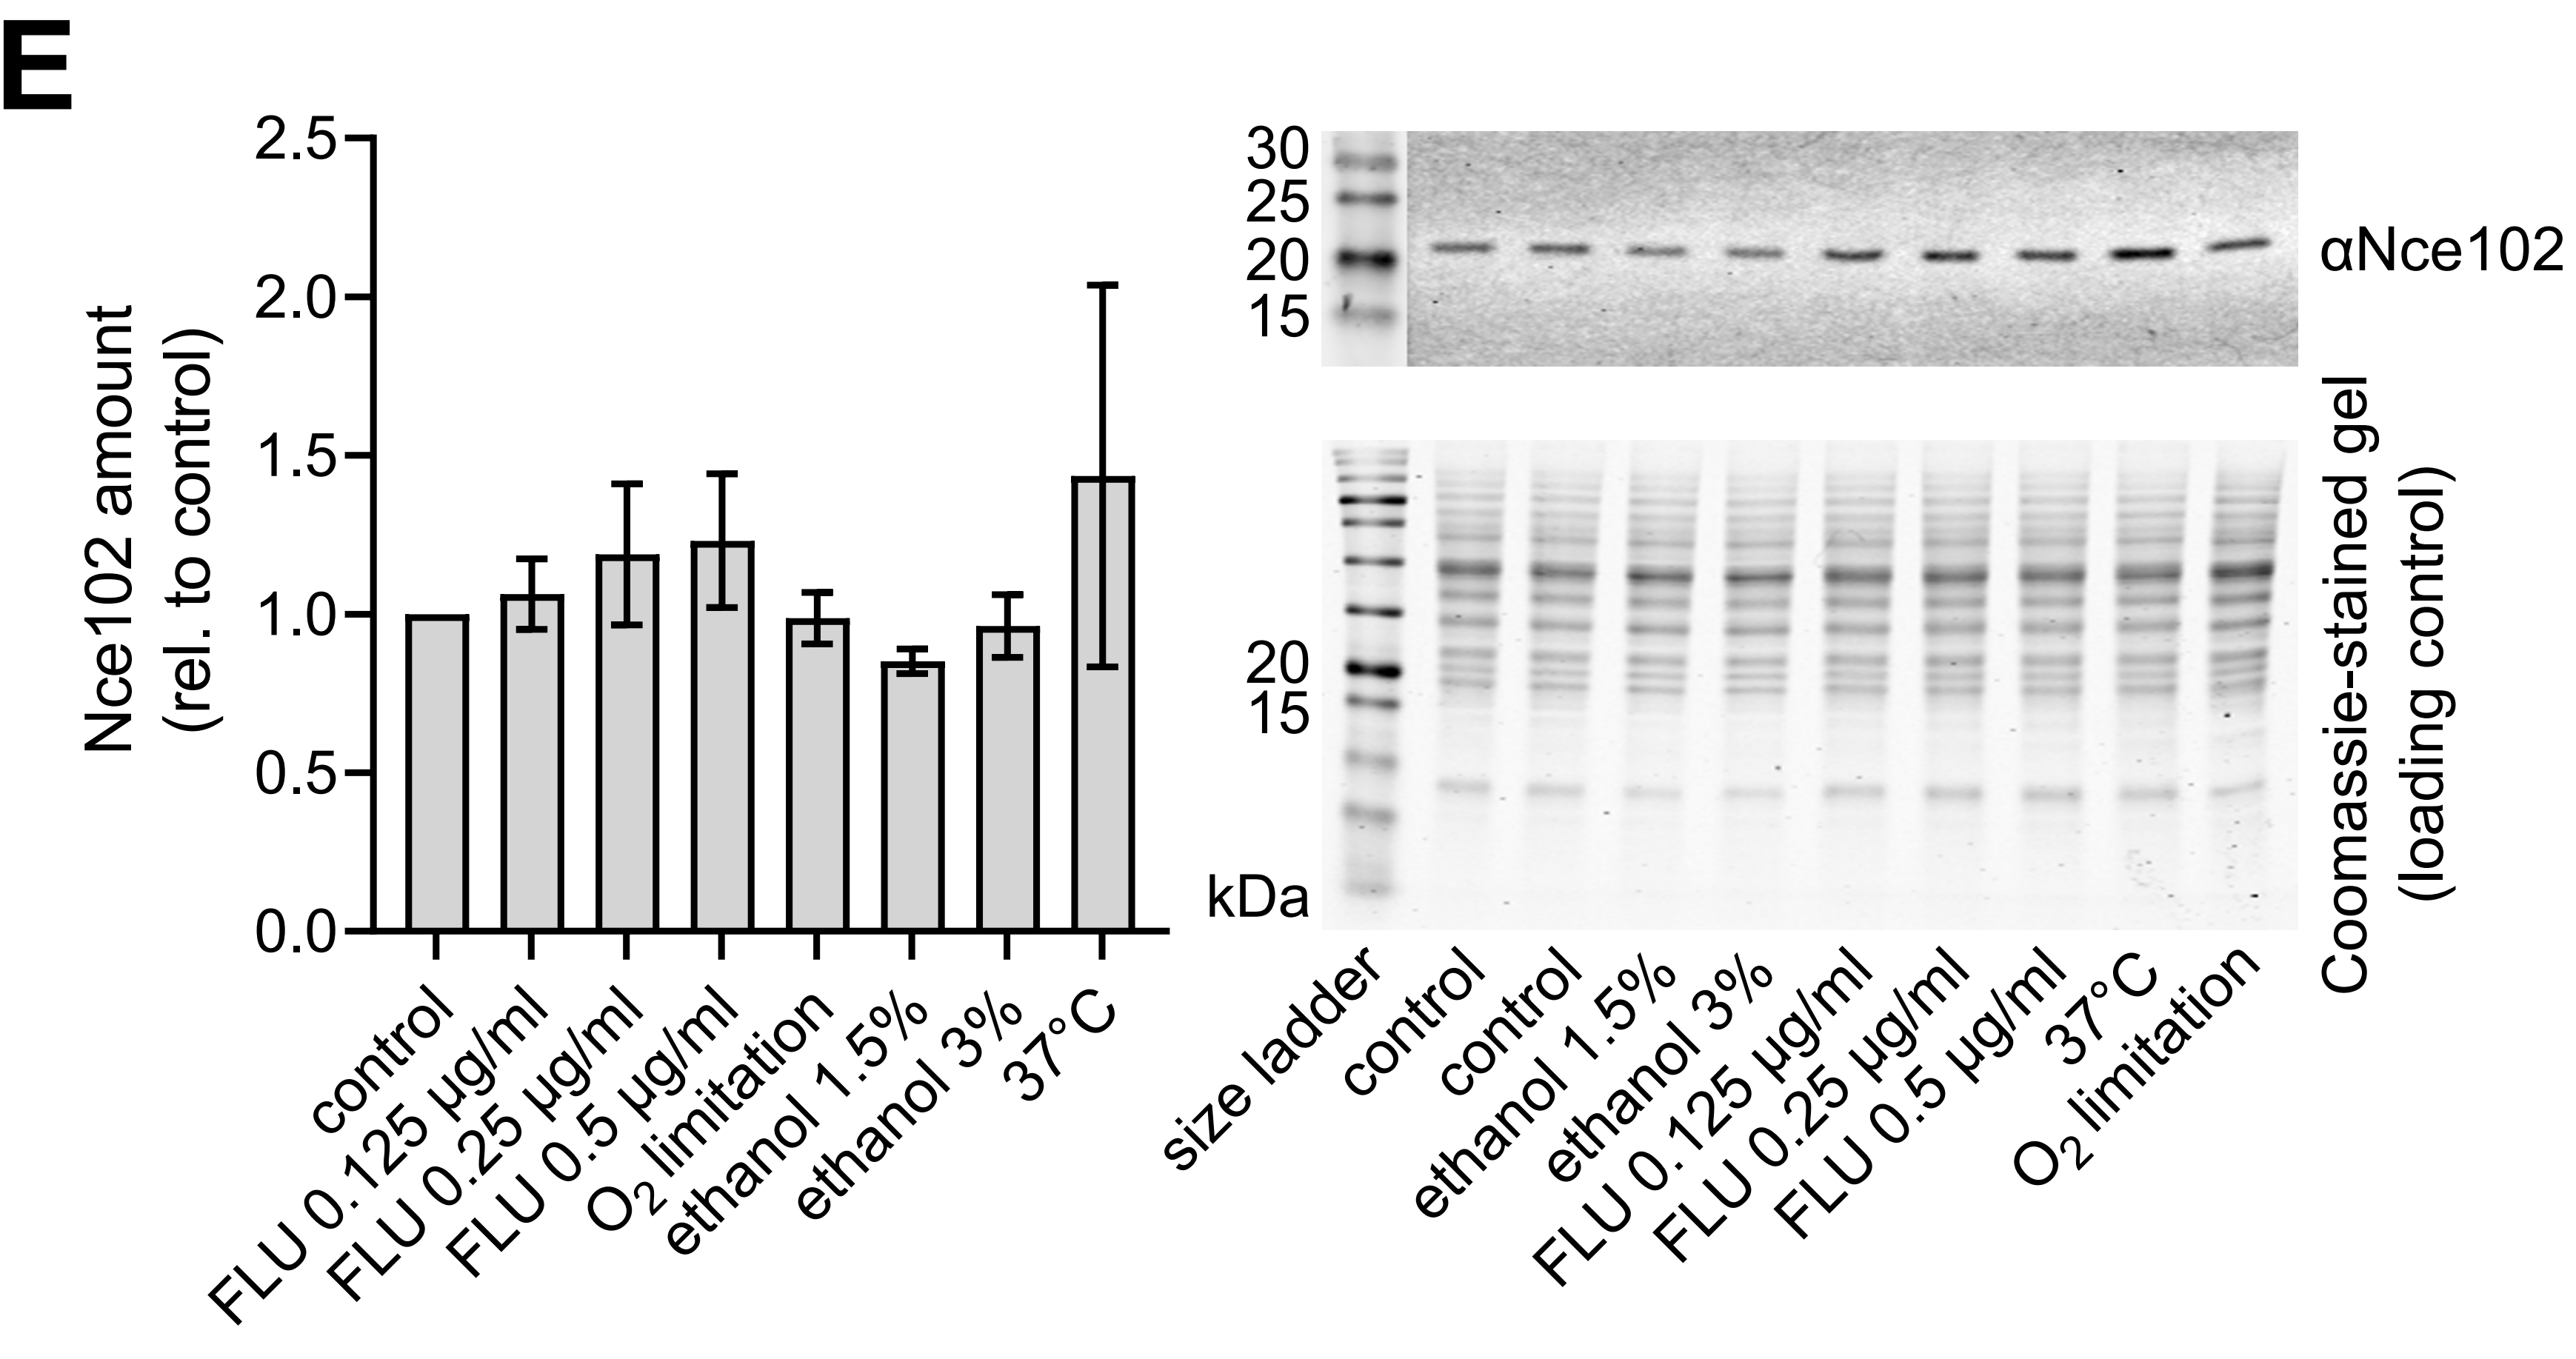 E
Nce102 amount
(rel. to control)
2.5
2.0
1.5
1.0
0.5
0.0
control
FLU 0.125 µg/ml
FLU 0.25 µg/ml
FLU 0.5 µg/ml
O₂ limitation
ethanol 1.5%
ethanol 3%
37°C
30
25
20
15
αNce102
20
15
kDa
Coomassie-stained gel
(loading control)
size ladder
control
control
ethanol 1.5%
ethanol 3%
FLU 0.125 µg/ml
FLU 0.25 µg/ml
FLU 0.5 µg/ml
37°C
O₂ limitation